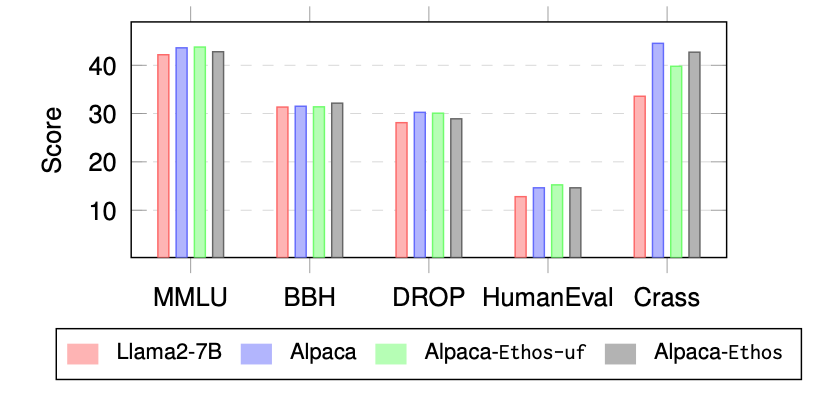 Score
40
30
20
10
MMLU BBH DROP HumanEval Crass
Llama2-7B Alpaca Alpaca-Ethos-uf Alpaca-Ethos